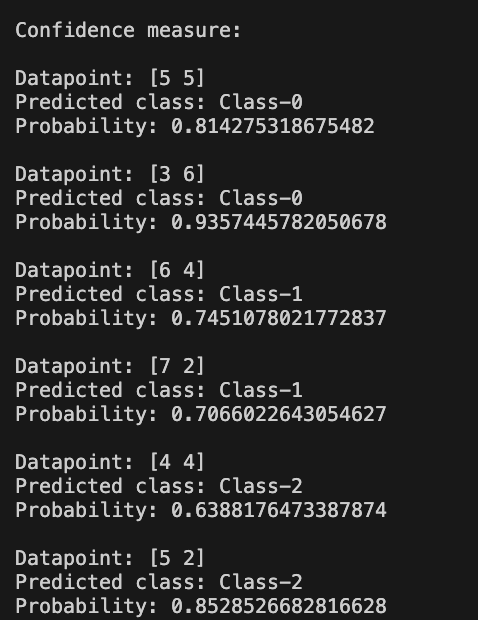 Confidence measure:
Datapoint: [5 5]
Predicted class: Class-0
Probability: 0.814275318675482
Datapoint: [3 6]
Predicted class: Class-0
Probability: 0.9357445782050678
Datapoint: [6 4]
Predicted class: Class-1
Probability: 0.7451078021772837
Datapoint: [7 2]
Predicted class: Class-1
Probability: 0.7066022643054627
Datapoint: [4 4]
Predicted class: Class-2
Probability: 0.6388176473387874
Datapoint: [5 2]
Predicted class: Class-2
Probability: 0.8528526682816628